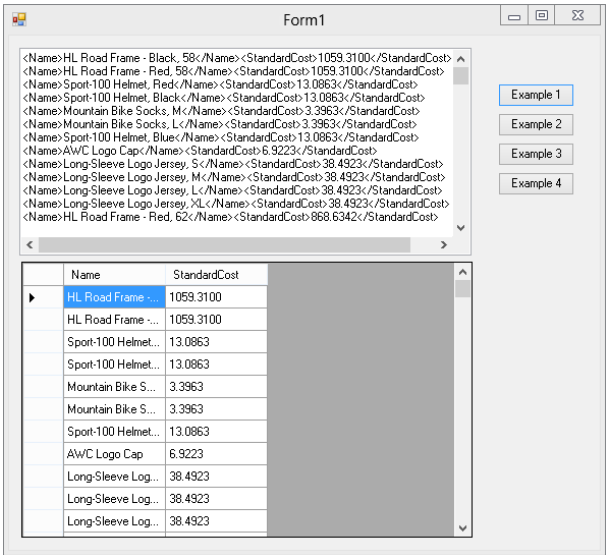 Form1
<Name>HL Road Frame - Black, 58</Name><StandardCost>1059.3100</StandardCost>
<Name>HL Road Frame - Red, 58</Name><StandardCost>1059.3100</StandardCost>
<Name>Sport-100 Helmet, Red</Name><StandardCost>13.0863</StandardCost>
<Name>Sport-100 Helmet, Black</Name><StandardCost>13.0863</StandardCost>
<Name>Mountain Bike Socks, M</Name><StandardCost>3.3963</StandardCost>
<Name>Mountain Bike Socks, L</Name><StandardCost>3.3963</StandardCost>
<Name>Sport-100 Helmet, Blue</Name><StandardCost>13.0863</StandardCost>
<Name>AWC Logo Cap</Name><StandardCost>6.9223</StandardCost>
<Name>Long-Sleeve Logo Jersey, S</Name><StandardCost>38.4923</StandardCost>
<Name>Long-Sleeve Logo Jersey, M</Name><StandardCost>38.4923</StandardCost>
<Name>Long-Sleeve Logo Jersey, L</Name><StandardCost>38.4923</StandardCost>
<Name>Long-Sleeve Logo Jersey, XL</Name><StandardCost>38.4923</StandardCost>
<Name>HL Road Frame - Red, 62</Name><StandardCost>868.6342</StandardCost>
Example 1
Example 2
Example 3
Example 4
Name StandardCost
HL Road Frame -... 1059.3100
HL Road Frame -... 1059.3100
Sport-100 Helmet... 13.0863
Sport-100 Helmet... 13.0863
Mountain Bike S... 3.3963
Mountain Bike S... 3.3963
Sport-100 Helmet... 13.0863
AWC Logo Cap 6.9223
Long-Sleeve Log... 38.4923
Long-Sleeve Log... 38.4923
Long-Sleeve Log... 38.4923